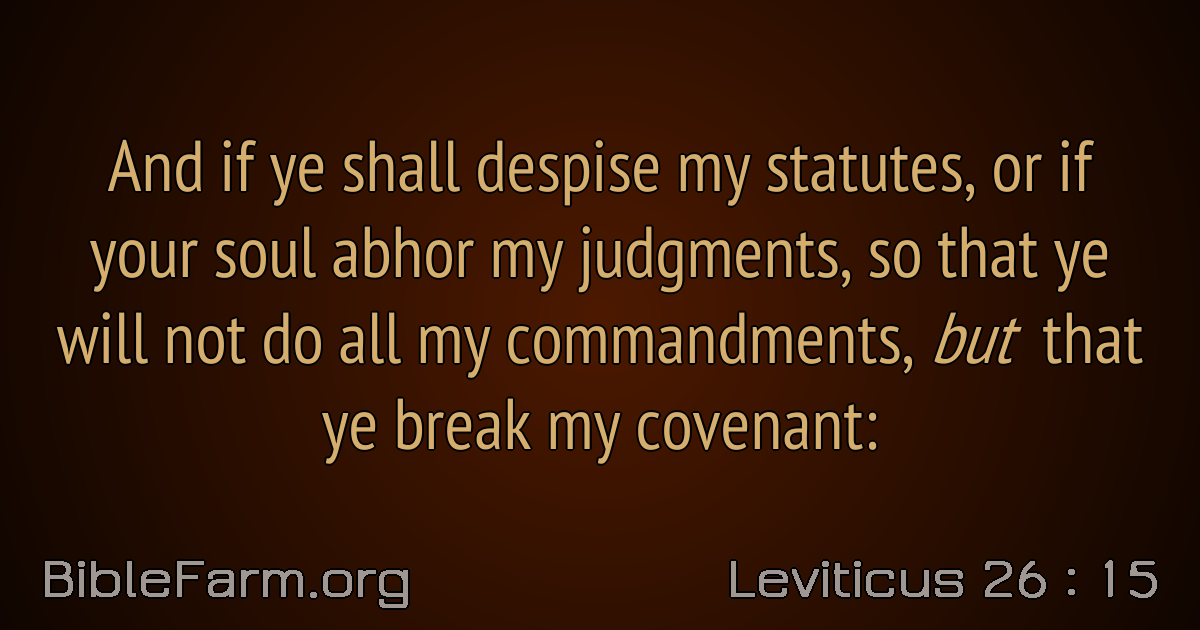 And if ye shall despise my statutes, or if
your soul abhor my judgments, so that ye
will not do all my commandments, but that
ye break my covenant:
BibleFarm.org
Leviticus 26 : 15